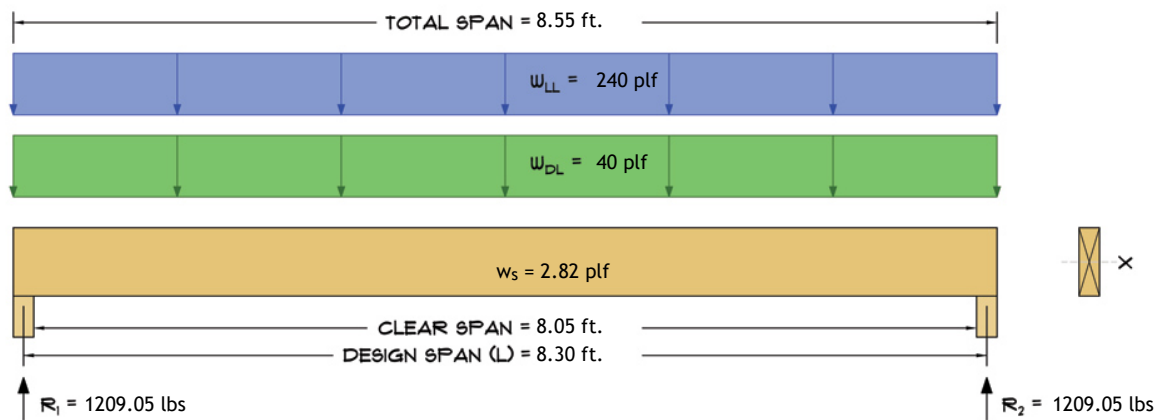 TOTAL SPAN = 8.55 ft.
wLL = 240 plf
wDL = 40 plf
ws = 2.82 plf
X
CLEAR SPAN = 8.05 ft.
DESIGN SPAN (L) = 8.30 ft.
R1 = 1209.05 lbs
R2 = 1209.05 lbs